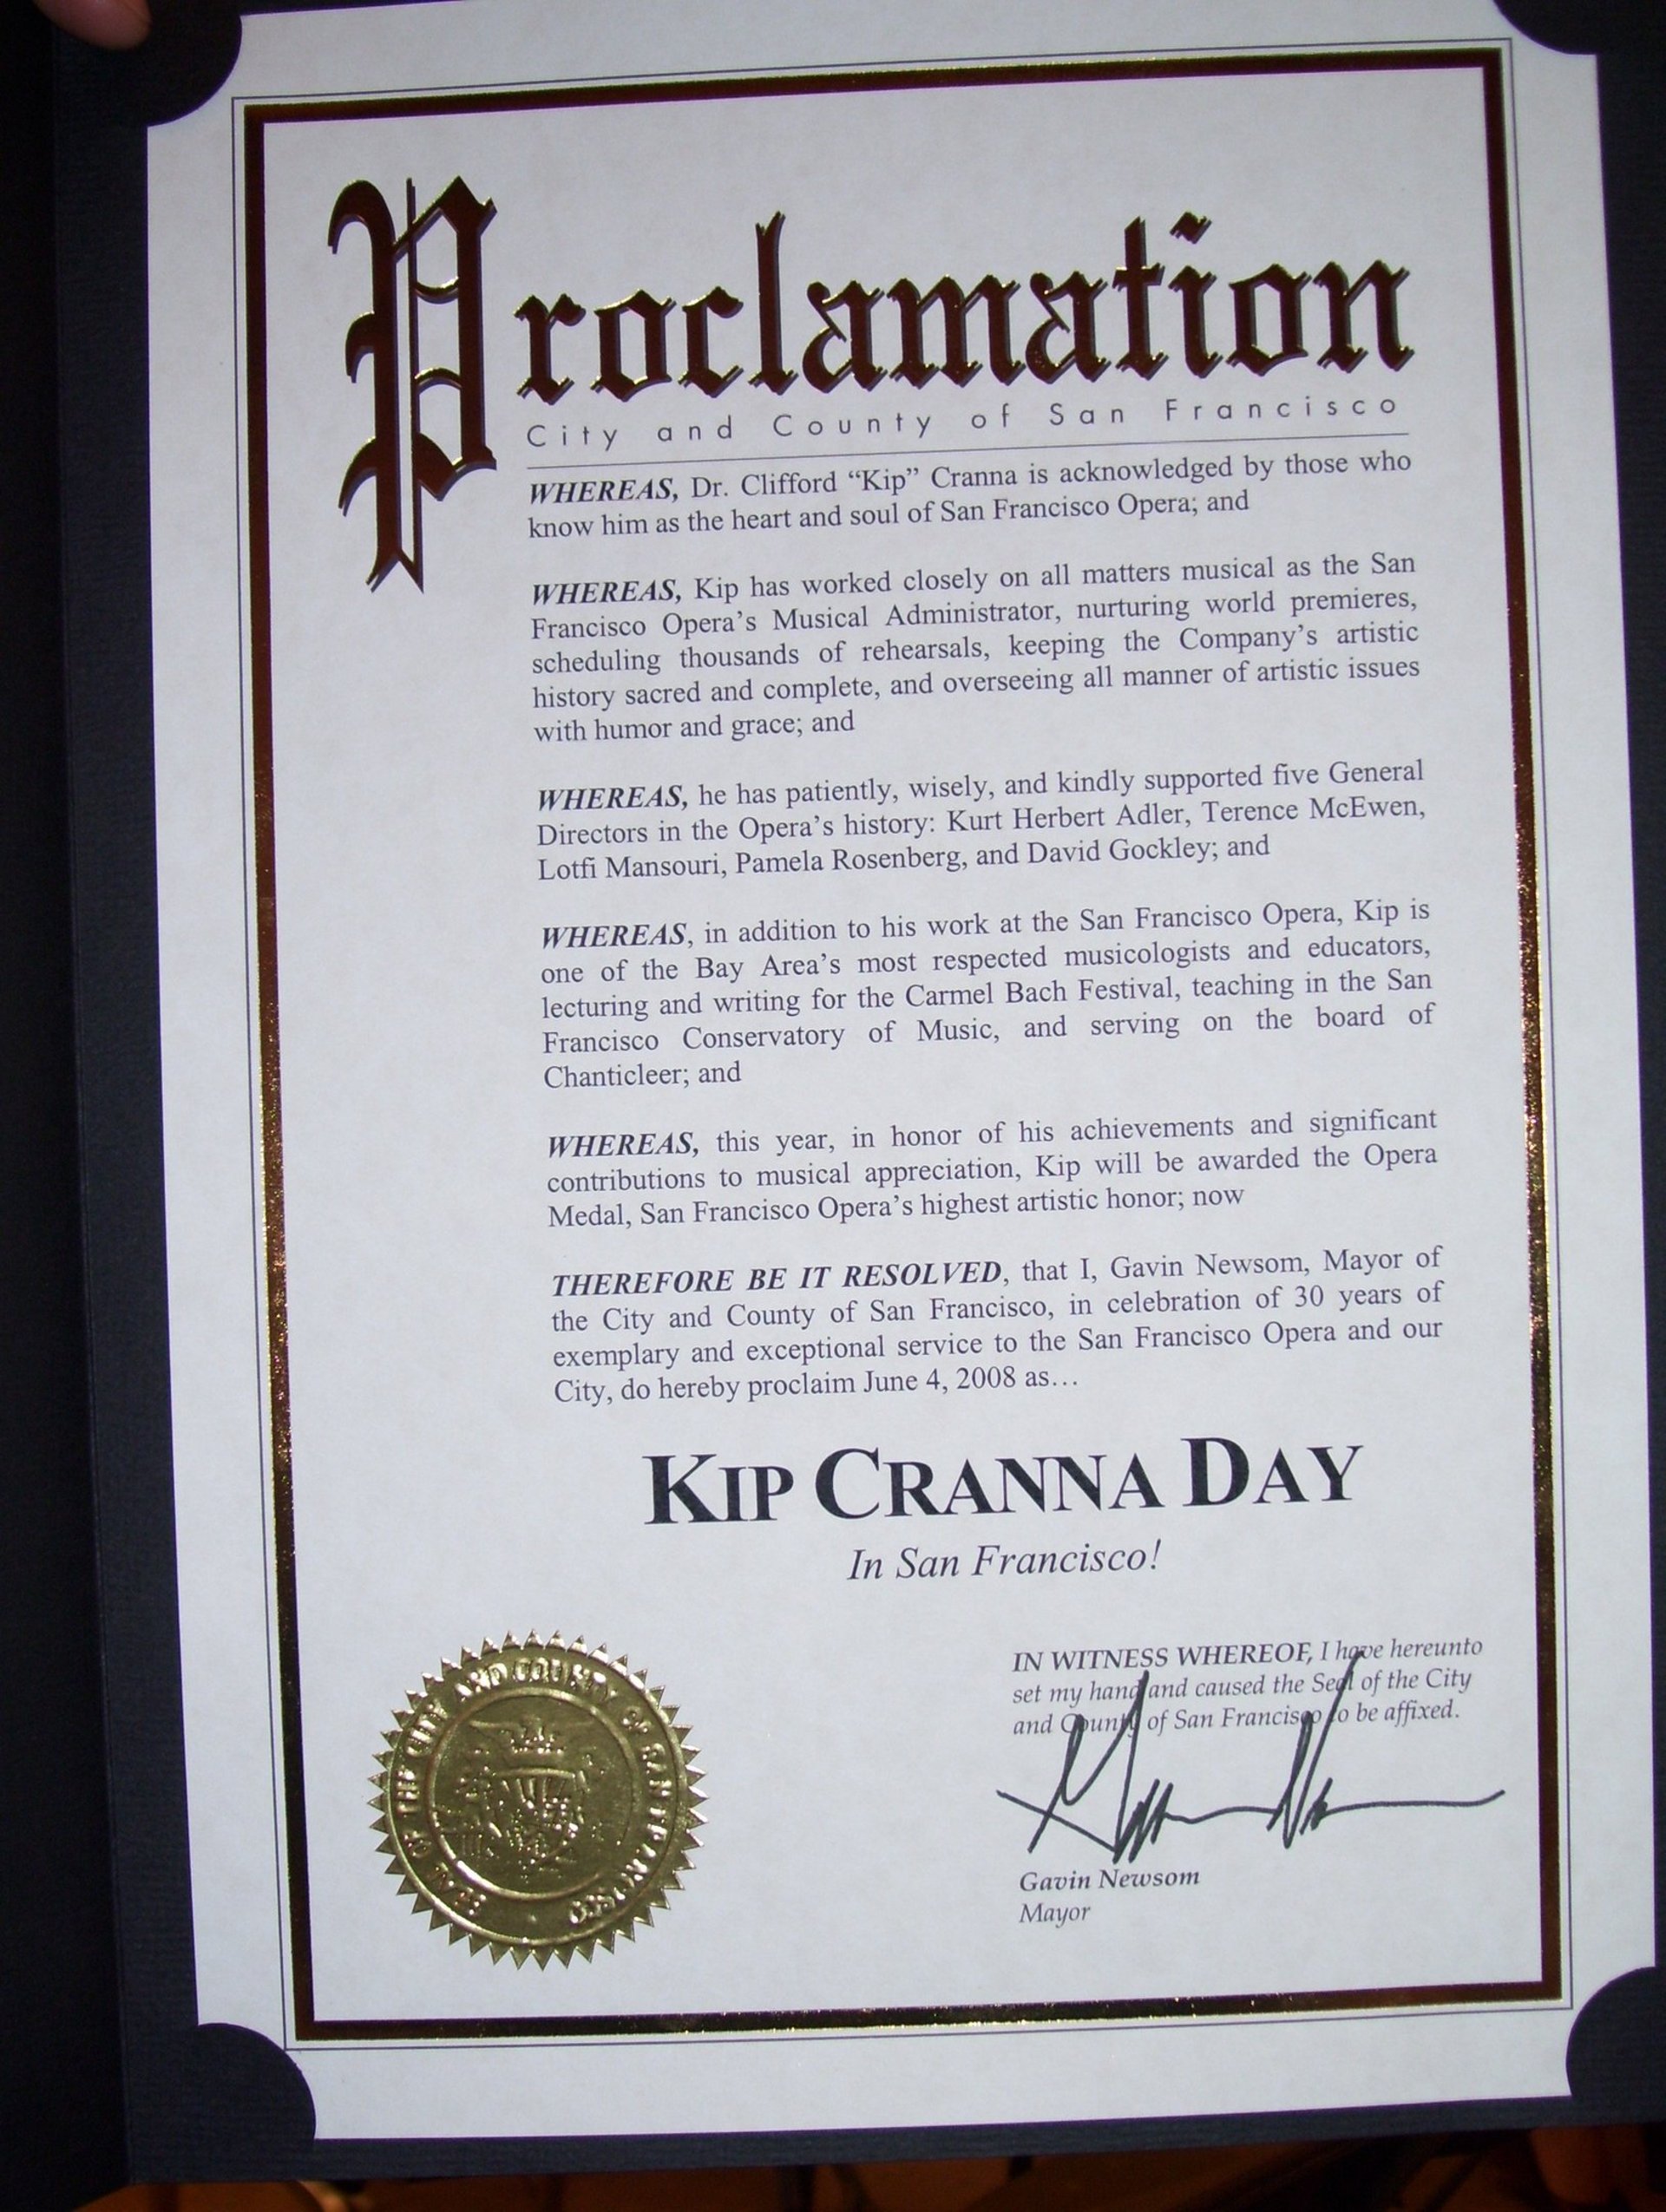 Proclamation
City and County of San Francisco
WHEREAS, Dr. Clifford “Kip” Cranna is acknowledged by those who
know him as the heart and soul of San Francisco Opera; and
WHEREAS, Kip has worked closely on all matters musical as the San
Francisco Opera’s Musical Administrator, nurturing world premieres,
scheduling thousands of rehearsals, keeping the Company’s artistic
history sacred and complete, and overseeing all manner of artistic issues
with humor and grace; and
WHEREAS, he has patiently, wisely, and kindly supported five General
Directors in the Opera’s history: Kurt Herbert Adler, Terence McEwen,
Lotfi Mansouri, Pamela Rosenberg, and David Gockley; and
WHEREAS, in addition to his work at the San Francisco Opera, Kip is
one of the Bay Area’s most respected musicologists and educators,
lecturing and writing for the Carmel Bach Festival, teaching in the San
Francisco Conservatory of Music, and serving on the board of
Chanticleer; and
WHEREAS, this year, in honor of his achievements and significant
contributions to musical appreciation, Kip will be awarded the Opera
Medal, San Francisco Opera’s highest artistic honor; now
THEREFORE BE IT RESOLVED, that I, Gavin Newsom, Mayor of
the City and County of San Francisco, in celebration of 30 years of
exemplary and exceptional service to the San Francisco Opera and our
City, do hereby proclaim June 4, 2008 as…
KIP CRANNA DAY
In San Francisco!
IN WITNESS WHEREOF, I have hereunto
set my hand and caused the Seal of the City
and County of San Francisco to be affixed.
Gavin Newsom
Mayor
SEAL OF THE CITY AND COUNTY OF SAN FRANCISCO